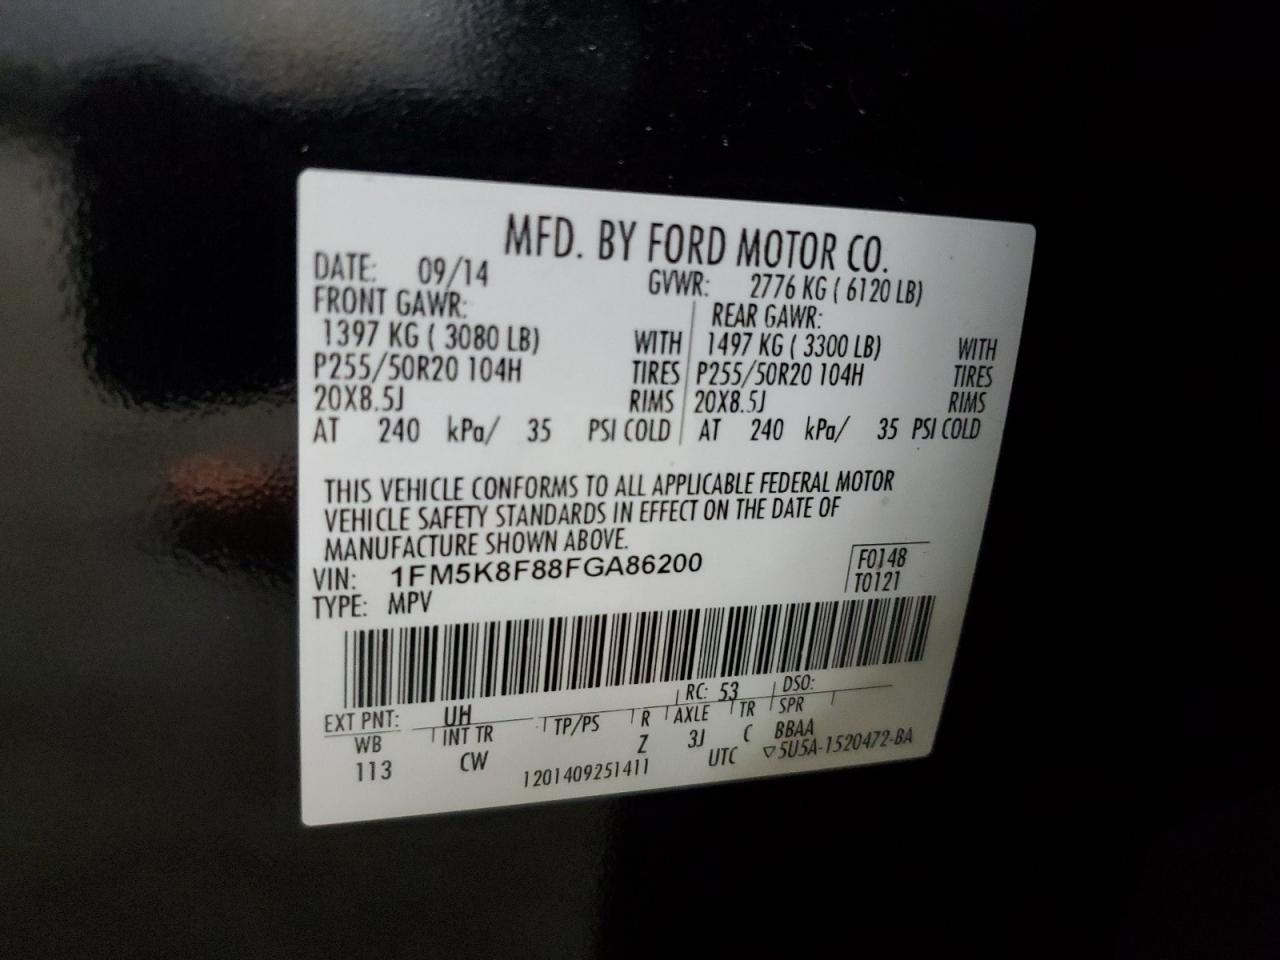 MFD. BY FORD MOTOR CO.
DATE: 09/14 GVWR: 2776 KG ( 6120 LB)
FRONT GAWR: REAR GAWR:
1397 KG ( 3080 LB) WITH 1497 KG ( 3300 LB) WITH
P255/50R20 104H TIRES P255/50R20 104H TIRES
20X8.5J RIMS 20X8.5J RIMS
AT 240 kPa/ 35 PSI COLD AT 240 kPa/ 35 PSI COLD
THIS VEHICLE CONFORMS TO ALL APPLICABLE FEDERAL MOTOR
VEHICLE SAFETY STANDARDS IN EFFECT ON THE DATE OF
MANUFACTURE SHOWN ABOVE.
VIN: 1FM5K8F88FGA86200 F0148
TYPE: MPV T0121
EXT PNT: UH RC: 53 DSO:
WB INT TR TP/PS R AXLE TR SPR
113 CW Z 3J C BBAA
1201409251411 UTC ▽5U5A-1520472-BA